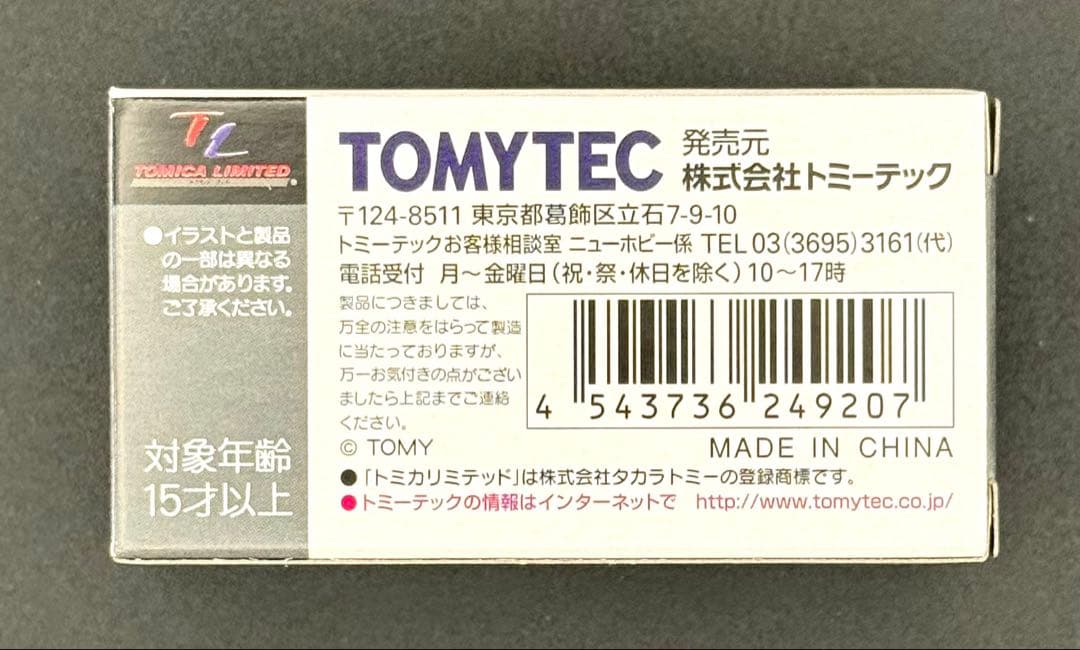 TL
TOMICA LIMITED
●イラストと製品
の一部は異なる
場合があります。
ご了承ください。
対象年齢
15才以上
TOMYTEC 発売元
株式会社トミーテック
〒124-8511 東京都葛飾区立石7-9-10
トミーテックお客様相談室 ニューホビー係 TEL 03(3695)3161(代)
電話受付 月～金曜日(祝・祭・休日を除く)10～17時
製品につきましては、
万全の注意をはらって製造
に当たっておりますが、
万一お気付きの点がござい
ましたら上記までご連絡
ください。
4 543736 249207
© TOMY MADE IN CHINA
●「トミカリミテッド」は株式会社タカラトミーの登録商標です。
●トミーテックの情報はインターネットで http://www.tomytec.co.jp/